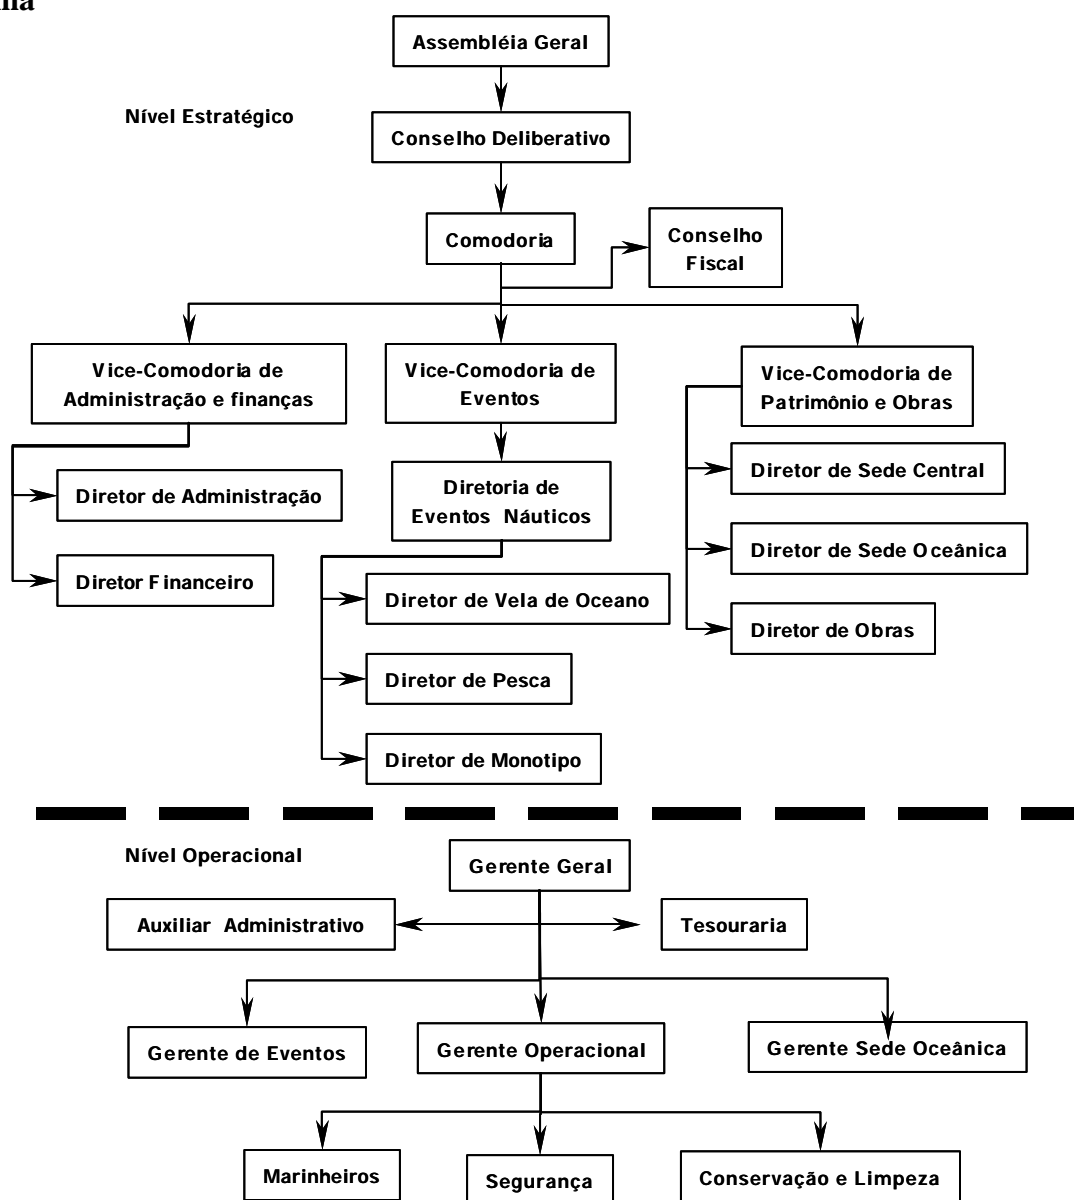 Assembléia Geral
Nível Estratégico
Conselho Deliberativo
Comodoria
Conselho
Fiscal
Vice-Comodoria de
Administração e finanças
Vice-Comodoria de
Eventos
Vice-Comodoria de
Patrimônio e Obras
Diretor de Administração
Diretor Financeiro
Diretoria de
Eventos Náuticos
Diretor de Vela de Oceano
Diretor de Pesca
Diretor de Monotipo
Diretor de Sede Central
Diretor de Sede Oceânica
Diretor de Obras
Nível Operacional
Gerente Geral
Auxiliar Administrativo
Tesouraria
Gerente de Eventos
Gerente Operacional
Gerente Sede Oceânica
Marinheiros
Segurança
Conservação e Limpeza